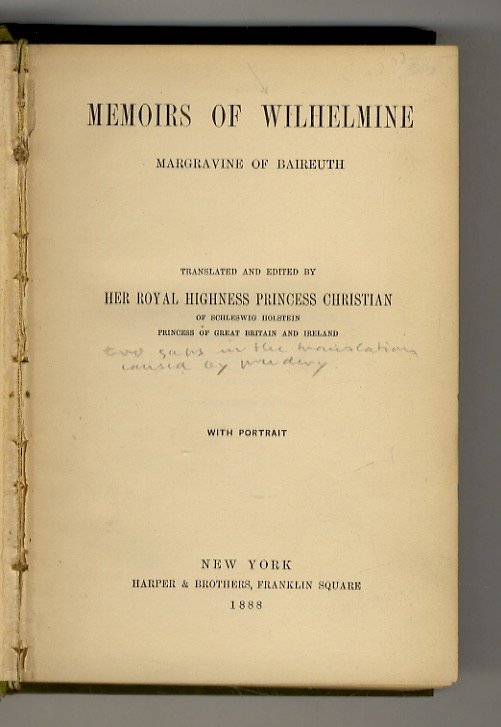 MEMOIRS OF WILHELMINE
MARGRAVINE OF BAIREUTH
TRANSLATED AND EDITED BY
HER ROYAL HIGHNESS PRINCESS CHRISTIAN
OF SCHLESWIG HOLSTEIN
PRINCESS OF GREAT BRITAIN AND IRELAND
two gaps in the translation
caused by prudery
WITH PORTRAIT
NEW YORK
HARPER & BROTHERS, FRANKLIN SQUARE
1888